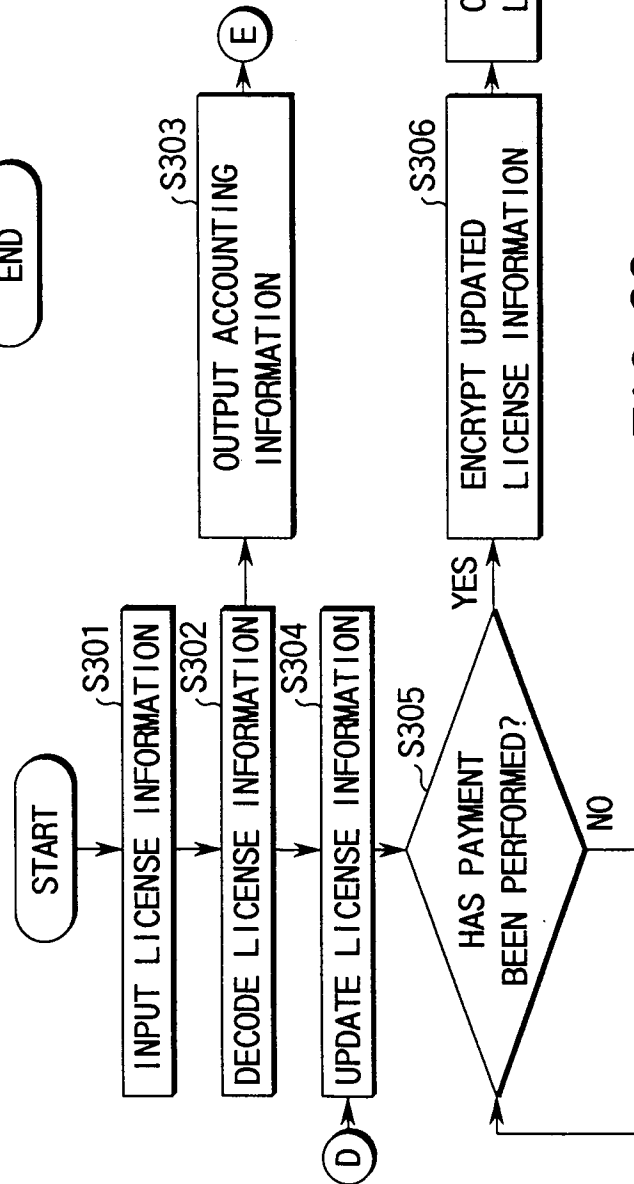 END
START
S301
INPUT LICENSE INFORMATION
S302
DECODE LICENSE INFORMATION
S303
OUTPUT ACCOUNTING
INFORMATION
E
S304
UPDATE LICENSE INFORMATION
D
S305
HAS PAYMENT
BEEN PERFORMED?
YES
NO
S306
ENCRYPT UPDATED
LICENSE INFORMATION